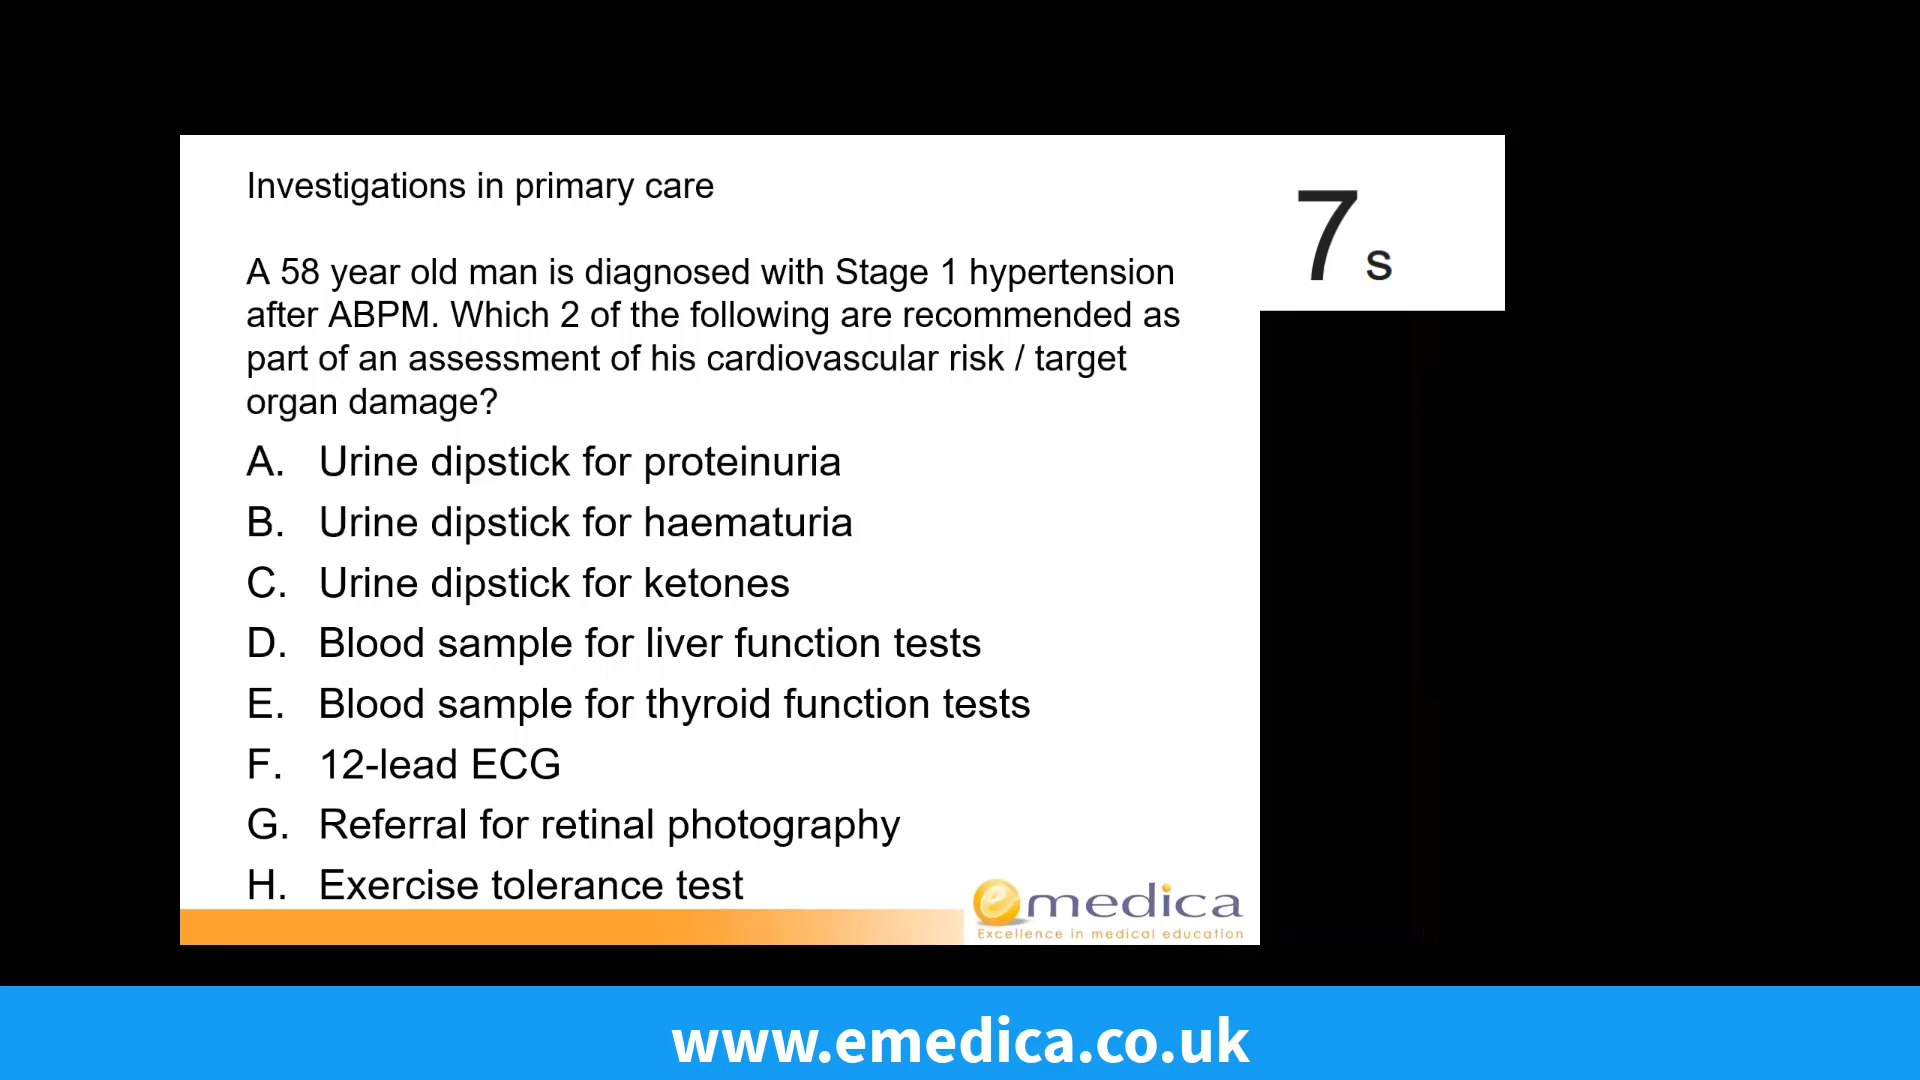 Investigations in primary care
7 s
A 58 year old man is diagnosed with Stage 1 hypertension
after ABPM. Which 2 of the following are recommended as
part of an assessment of his cardiovascular risk / target
organ damage?
A. Urine dipstick for proteinuria
B. Urine dipstick for haematuria
C. Urine dipstick for ketones
D. Blood sample for liver function tests
E. Blood sample for thyroid function tests
F. 12-lead ECG
G. Referral for retinal photography
H. Exercise tolerance test
emedica
Excellence in medical education
www.emedica.co.uk